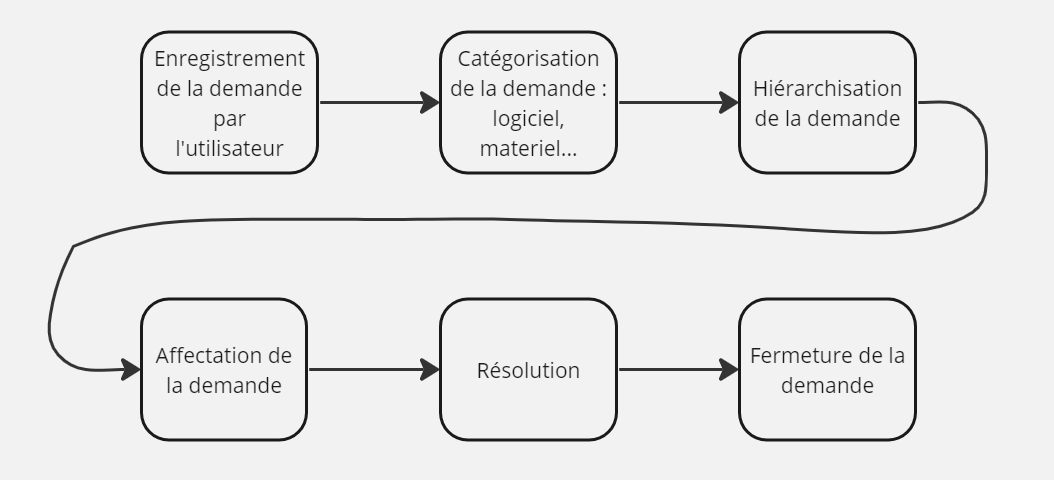 Enregistrement
de la demande
par
l'utilisateur
Catégorisation
de la demande :
logiciel,
materiel...
Hiérarchisation
de la demande
Affectation de
la demande
Résolution
Fermeture de la
demande